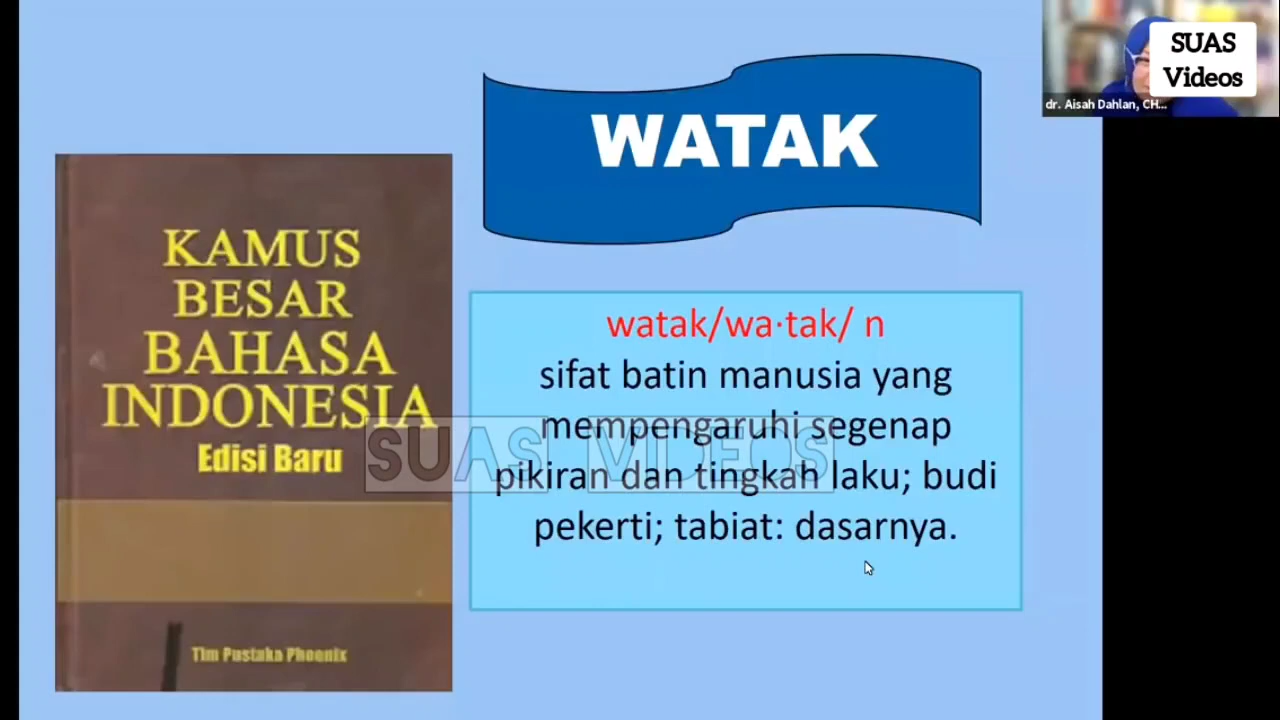 WATAK
KAMUS
BESAR
BAHASA
INDONESIA
Edisi Baru
Tim Pustaka Phoenix
watak/wa·tak/ n
sifat batin manusia yang
mempengaruhi segenap
pikiran dan tingkah laku; budi
pekerti; tabiat: dasarnya.
SUAS VIDEOS
SUAS
Videos
dr. Aisah Dahlan, CH...